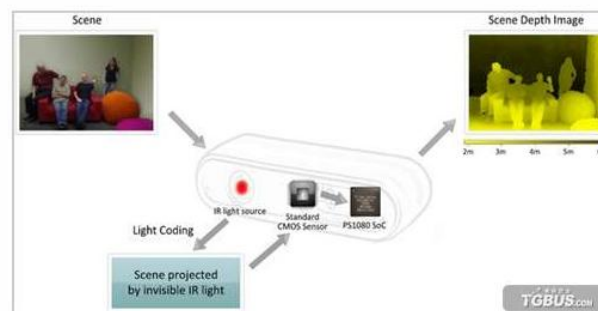 Scene
Scene Depth Image
2m 3m 4m 5m
IR light source
Standard
CMOS Sensor
PS1080 SoC
Light Coding
Scene projected
by invisible IR light
TGBUS.COM